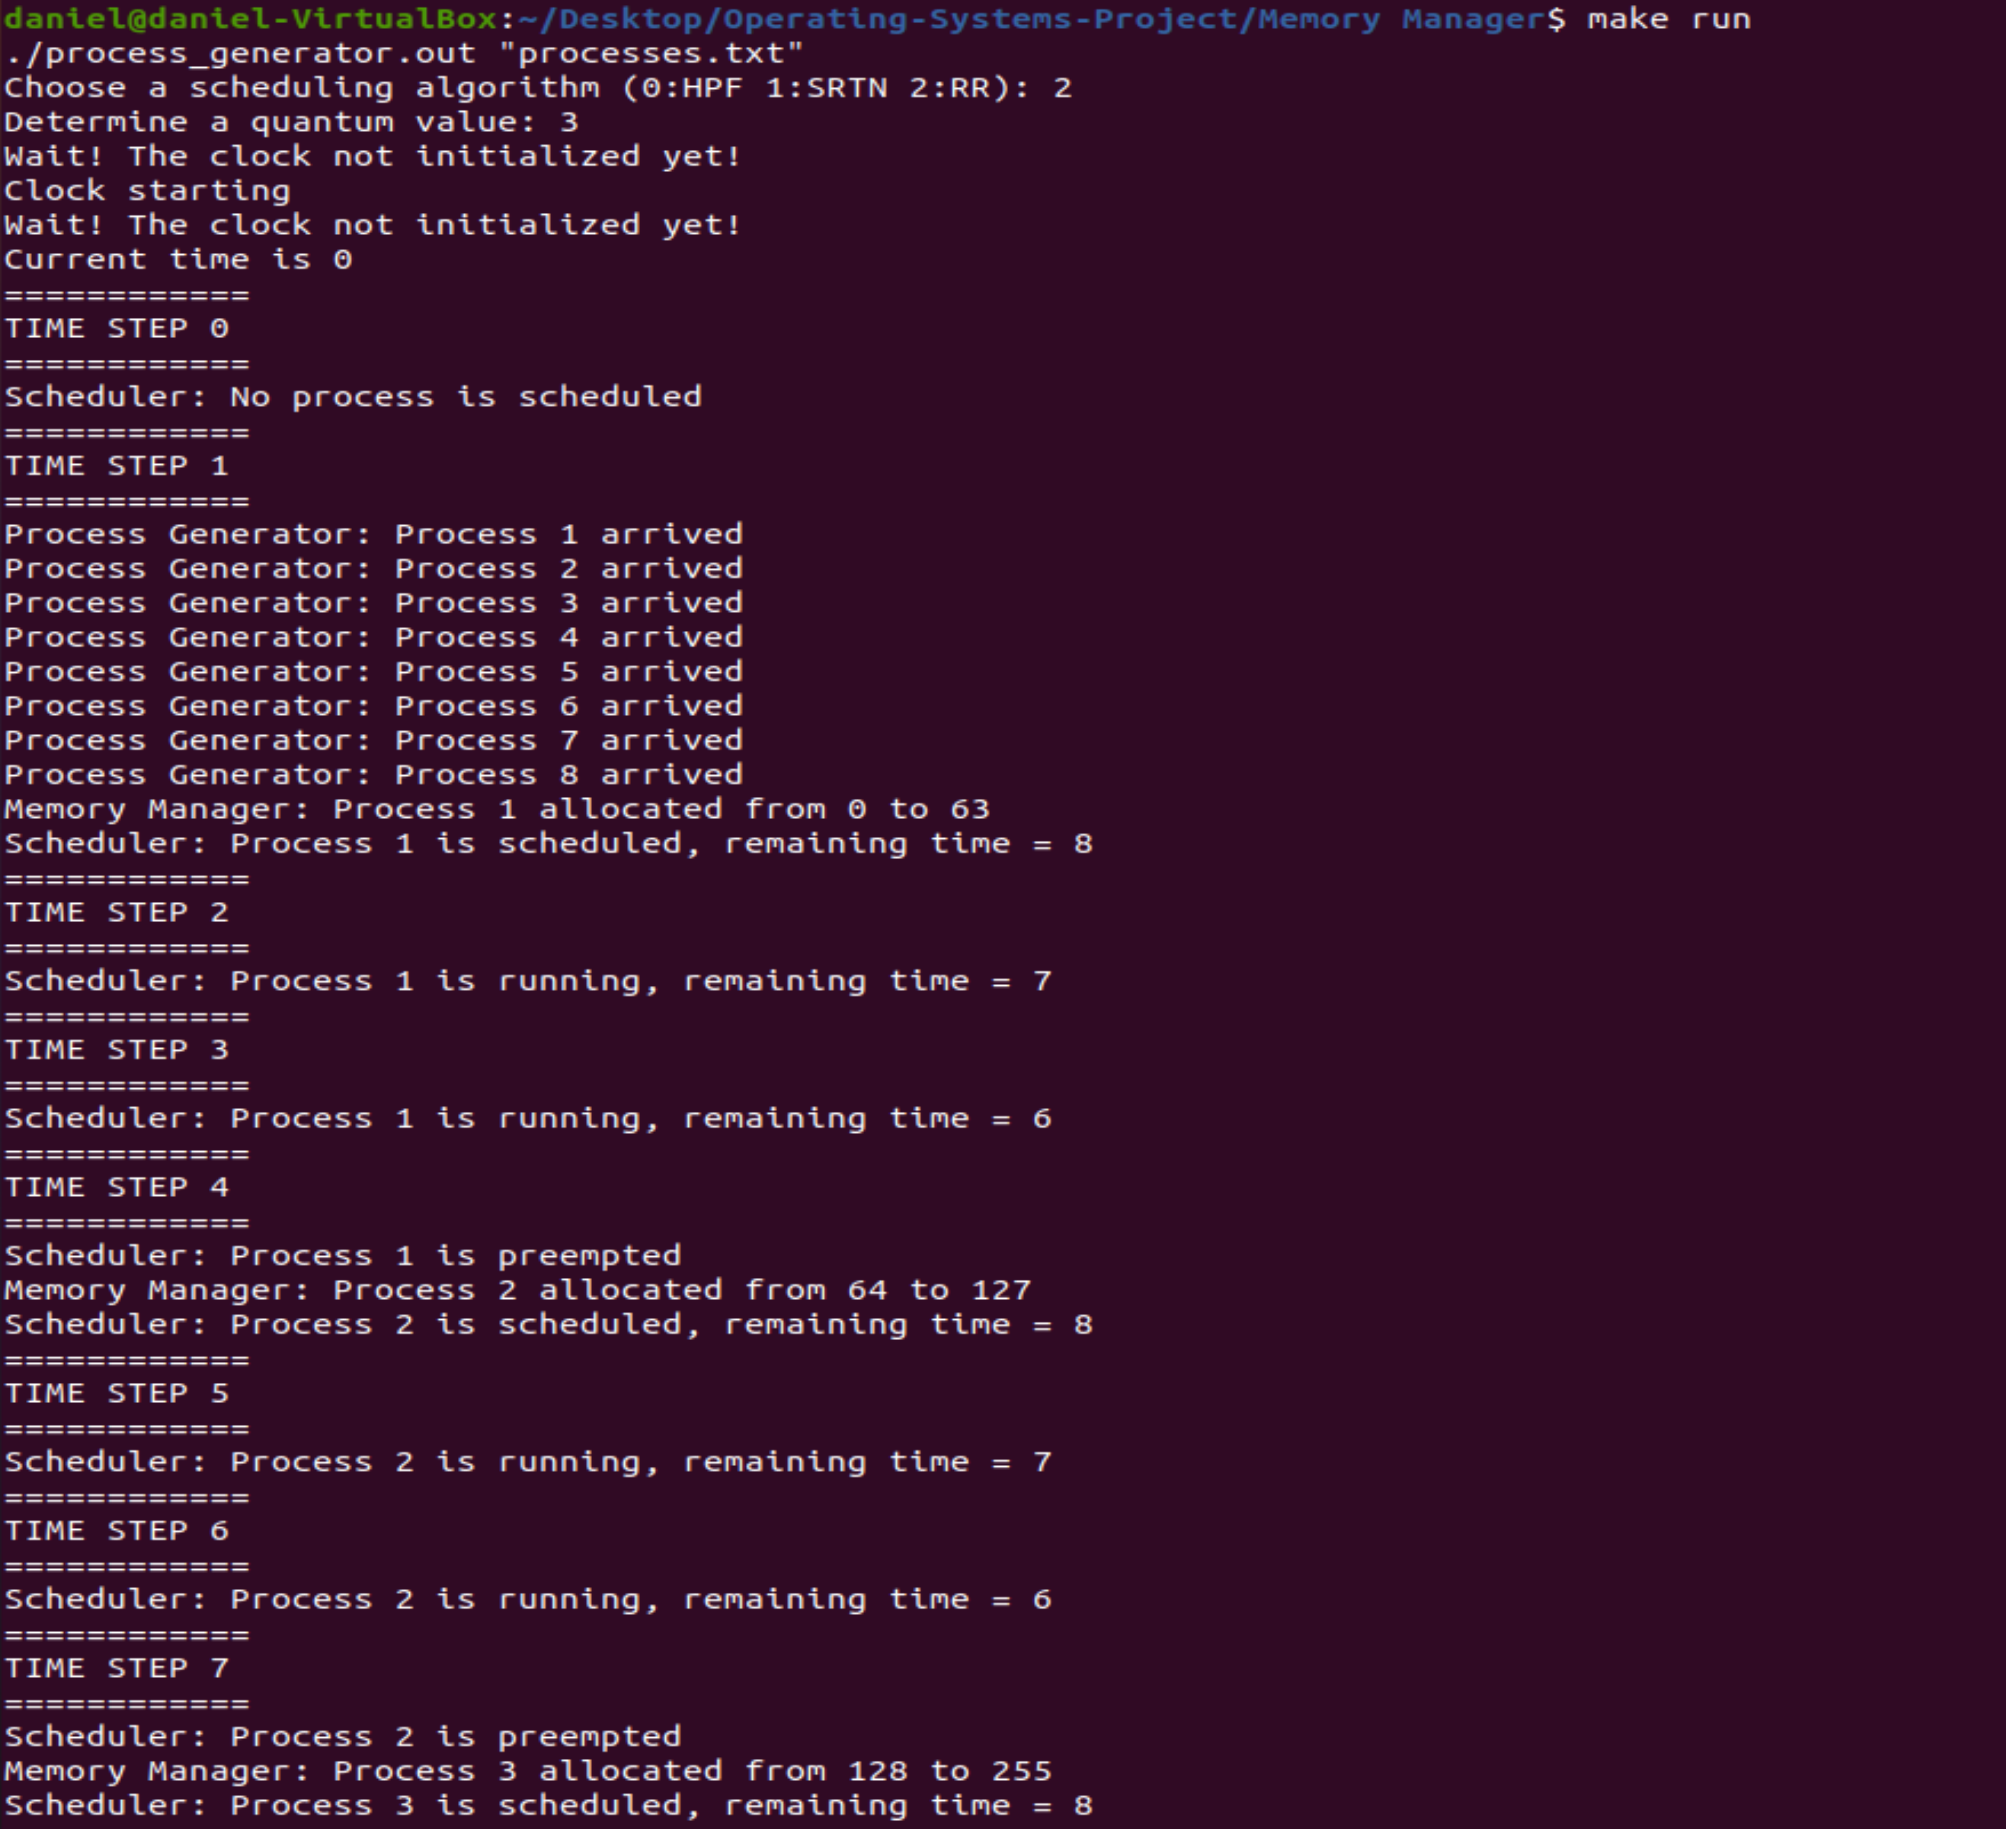 daniel@daniel-VirtualBox:~/Desktop/Operating-Systems-Project/Memory Manager$ make run
./process_generator.out "processes.txt"
Choose a scheduling algorithm (0:HPF 1:SRTN 2:RR): 2
Determine a quantum value: 3
Wait! The clock not initialized yet!
Clock starting
Wait! The clock not initialized yet!
Current time is 0
============
TIME STEP 0
============
Scheduler: No process is scheduled
============
TIME STEP 1
============
Process Generator: Process 1 arrived
Process Generator: Process 2 arrived
Process Generator: Process 3 arrived
Process Generator: Process 4 arrived
Process Generator: Process 5 arrived
Process Generator: Process 6 arrived
Process Generator: Process 7 arrived
Process Generator: Process 8 arrived
Memory Manager: Process 1 allocated from 0 to 63
Scheduler: Process 1 is scheduled, remaining time = 8
============
TIME STEP 2
============
Scheduler: Process 1 is running, remaining time = 7
============
TIME STEP 3
============
Scheduler: Process 1 is running, remaining time = 6
============
TIME STEP 4
============
Scheduler: Process 1 is preempted
Memory Manager: Process 2 allocated from 64 to 127
Scheduler: Process 2 is scheduled, remaining time = 8
============
TIME STEP 5
============
Scheduler: Process 2 is running, remaining time = 7
============
TIME STEP 6
============
Scheduler: Process 2 is running, remaining time = 6
============
TIME STEP 7
============
Scheduler: Process 2 is preempted
Memory Manager: Process 3 allocated from 128 to 255
Scheduler: Process 3 is scheduled, remaining time = 8